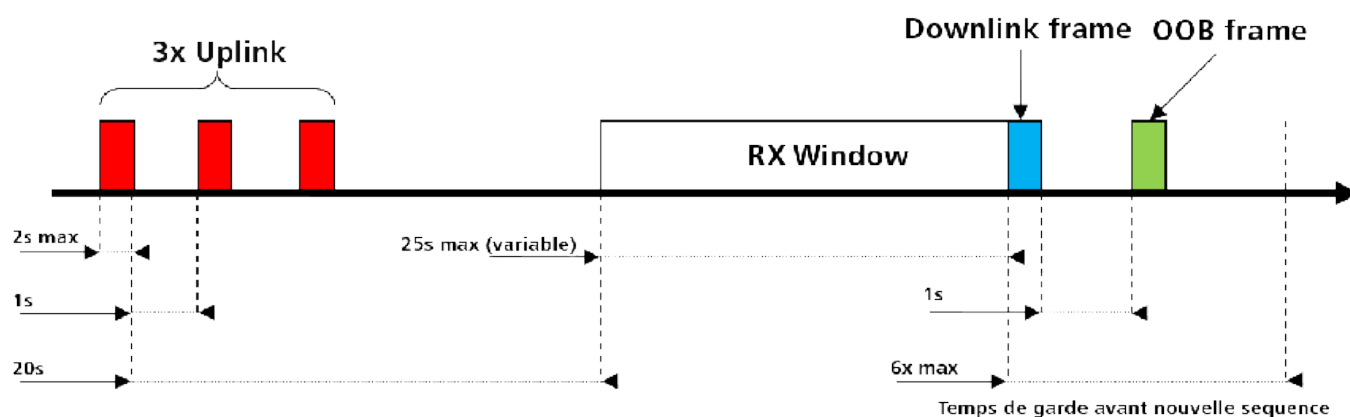 Downlink frame
OOB frame
3x Uplink
RX Window
2s max
25s max (variable)
1s
1s
20s
6x max
Temps de garde avant nouvelle sequence